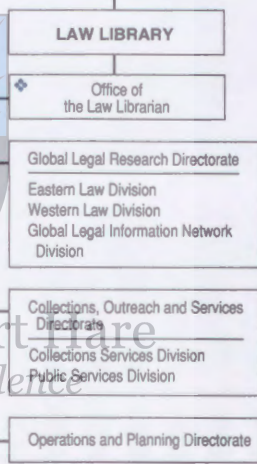 LAW LIBRARY
Office of
the Law Librarian
Global Legal Research Directorate
Eastern Law Division
Western Law Division
Global Legal Information Network
Division
Collections, Outreach and Services
Directorate
Collections Services Division
Public Services Division
Operations and Planning Directorate